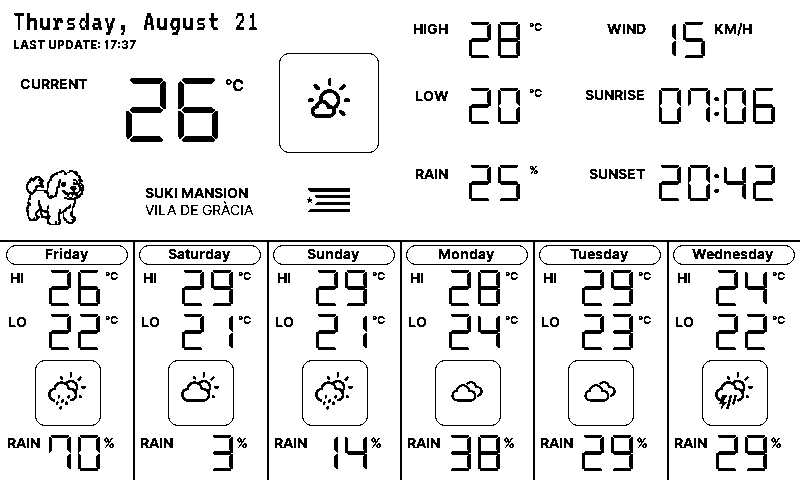 Thursday, August 21
LAST UPDATE: 17:37
CURRENT 26 °C
HIGH 28 °C
WIND 15 KM/H
LOW 20 °C
SUNRISE 07:06
RAIN 25 %
SUNSET 20:42
SUKI MANSION
VILA DE GRÀCIA
Friday
HI 26 °C
LO 22 °C
RAIN 70 %
Saturday
HI 29 °C
LO 21 °C
RAIN 3 %
Sunday
HI 29 °C
LO 21 °C
RAIN 14 %
Monday
HI 28 °C
LO 24 °C
RAIN 38 %
Tuesday
HI 29 °C
LO 23 °C
RAIN 29 %
Wednesday
HI 24 °C
LO 22 °C
RAIN 29 %